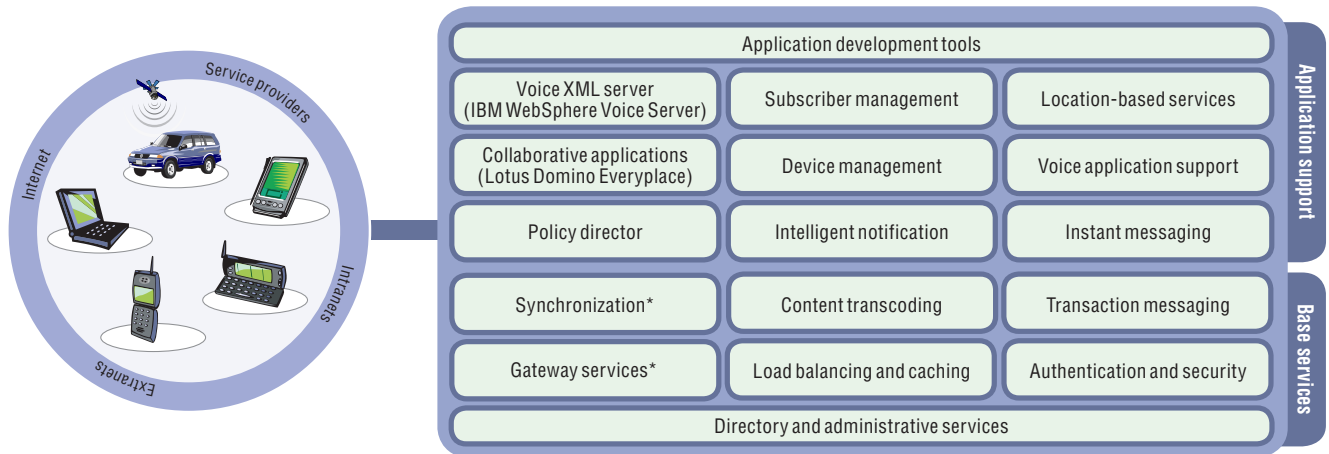 Service providers
Internet
Intranets
Extranets
Application development tools
Voice XML server
(IBM WebSphere Voice Server)
Subscriber management
Location-based services
Collaborative applications
(Lotus Domino Everyplace)
Device management
Voice application support
Policy director
Intelligent notification
Instant messaging
Application support
Synchronization*
Content transcoding
Transaction messaging
Gateway services*
Load balancing and caching
Authentication and security
Directory and administrative services
Base services